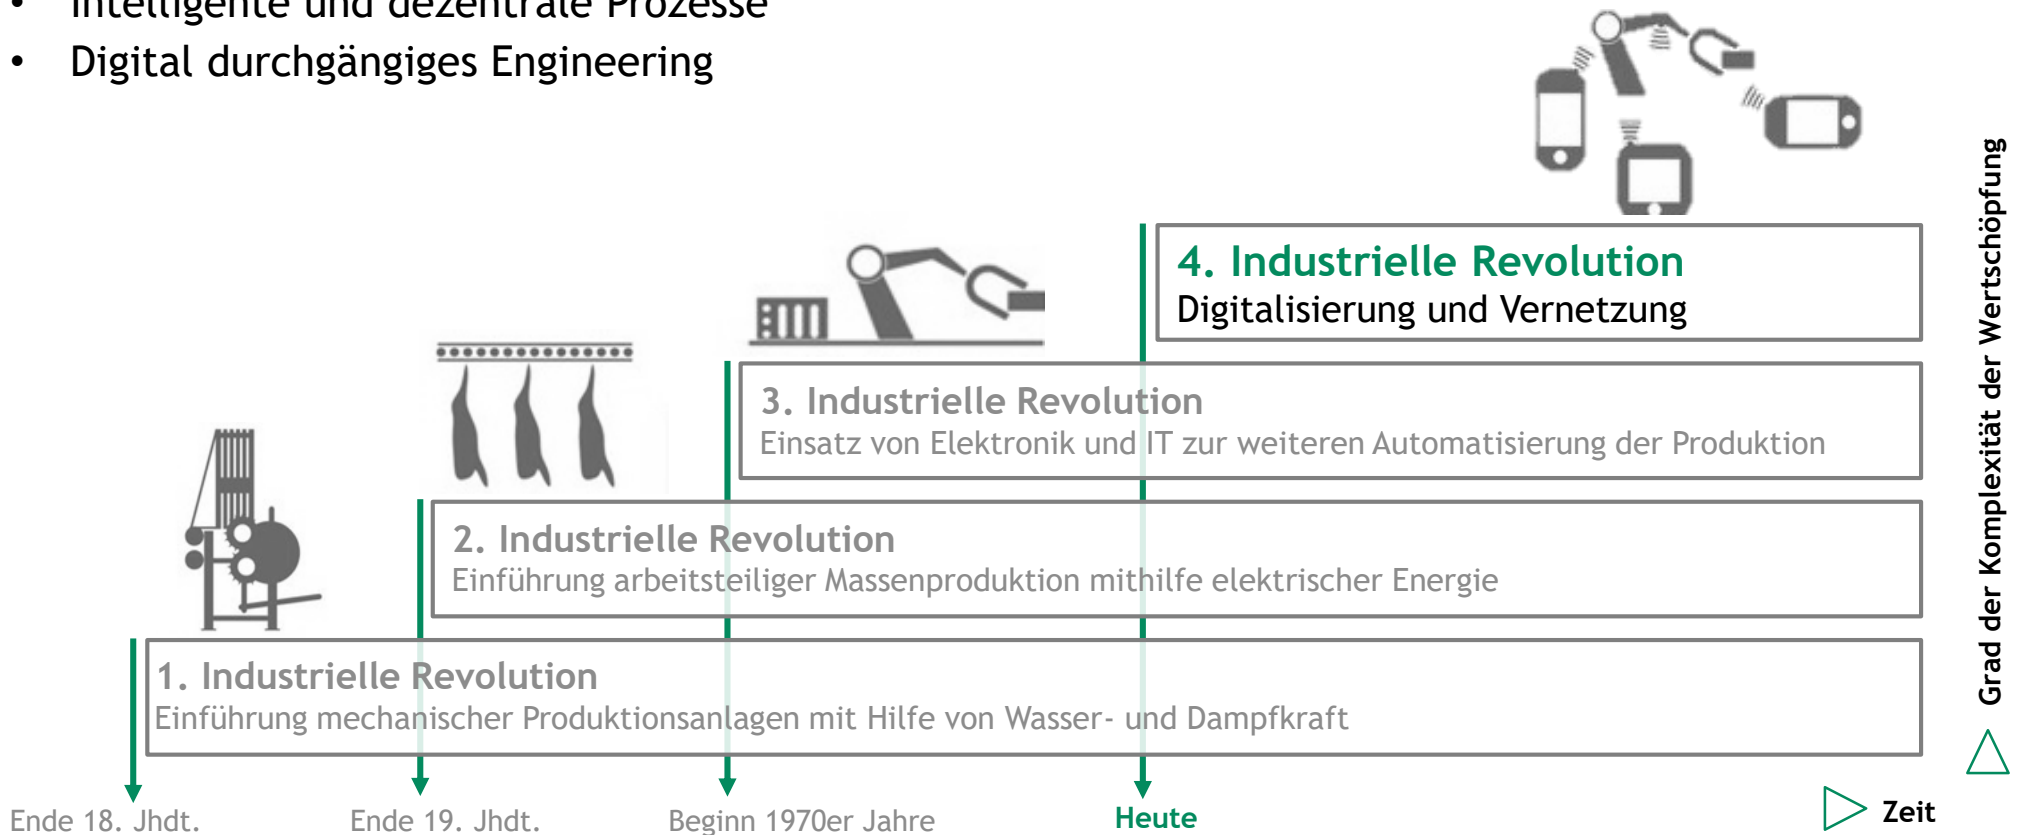 • Intelligente und dezentrale Prozesse
• Digital durchgängiges Engineering
4. Industrielle Revolution
Digitalisierung und Vernetzung
3. Industrielle Revolution
Einsatz von Elektronik und IT zur weiteren Automatisierung der Produktion
2. Industrielle Revolution
Einführung arbeitsteiliger Massenproduktion mithilfe elektrischer Energie
1. Industrielle Revolution
Einführung mechanischer Produktionsanlagen mit Hilfe von Wasser- und Dampfkraft
Grad der Komplexität der Wertschöpfung
Ende 18. Jhdt.
Ende 19. Jhdt.
Beginn 1970er Jahre
Heute
Zeit